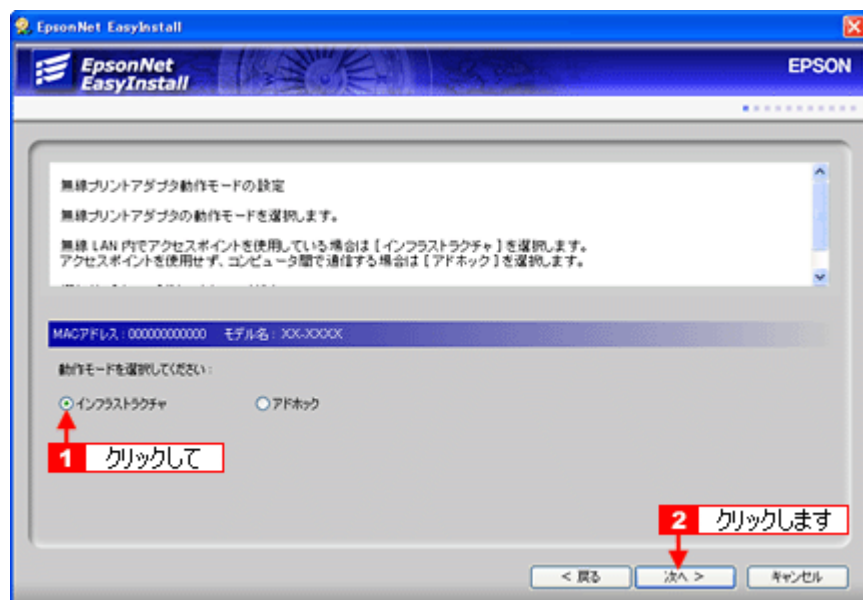 EpsonNet EasyInstall
EpsonNet
EasyInstall
EPSON
無線プリントアダプタ動作モードの設定
無線プリントアダプタの動作モードを選択します。
無線 LAN 内でアクセスポイントを使用している場合は [インフラストラクチャ] を選択します。
アクセスポイントを使用せず、コンピュータ間で通信する場合は [アドホック] を選択します。
MACアドレス : 000000000000 モデル名 : XX-XXXX
動作モードを選択してください :
インフラストラクチャ アドホック
1 クリックして
2 クリックします
< 戻る 次へ > キャンセル